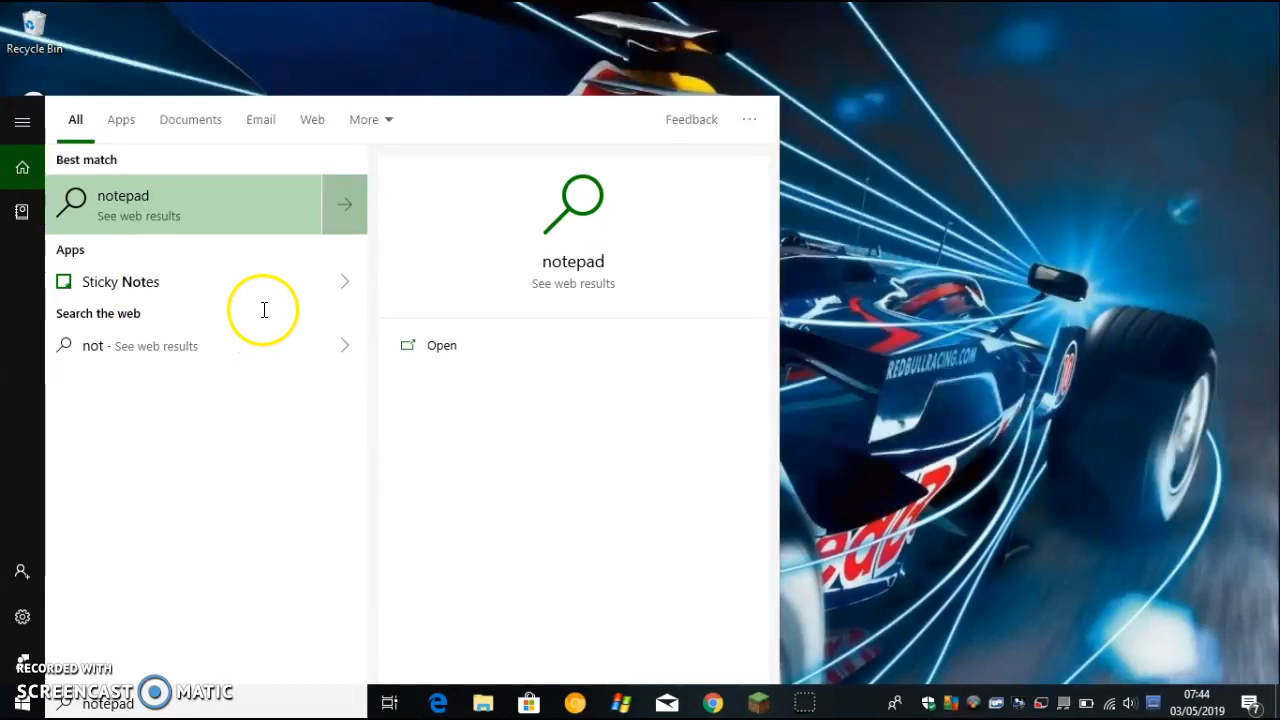 Recycle Bin
All Apps Documents Email Web More Feedback
Best match
notepad
See web results
Apps
Sticky Notes
Search the web
not - See web results
notepad
See web results
Open
REDBULLRACING.COM
RECORDED WITH
SCREENCAST MATIC
notepad
07:44
03/05/2019
7